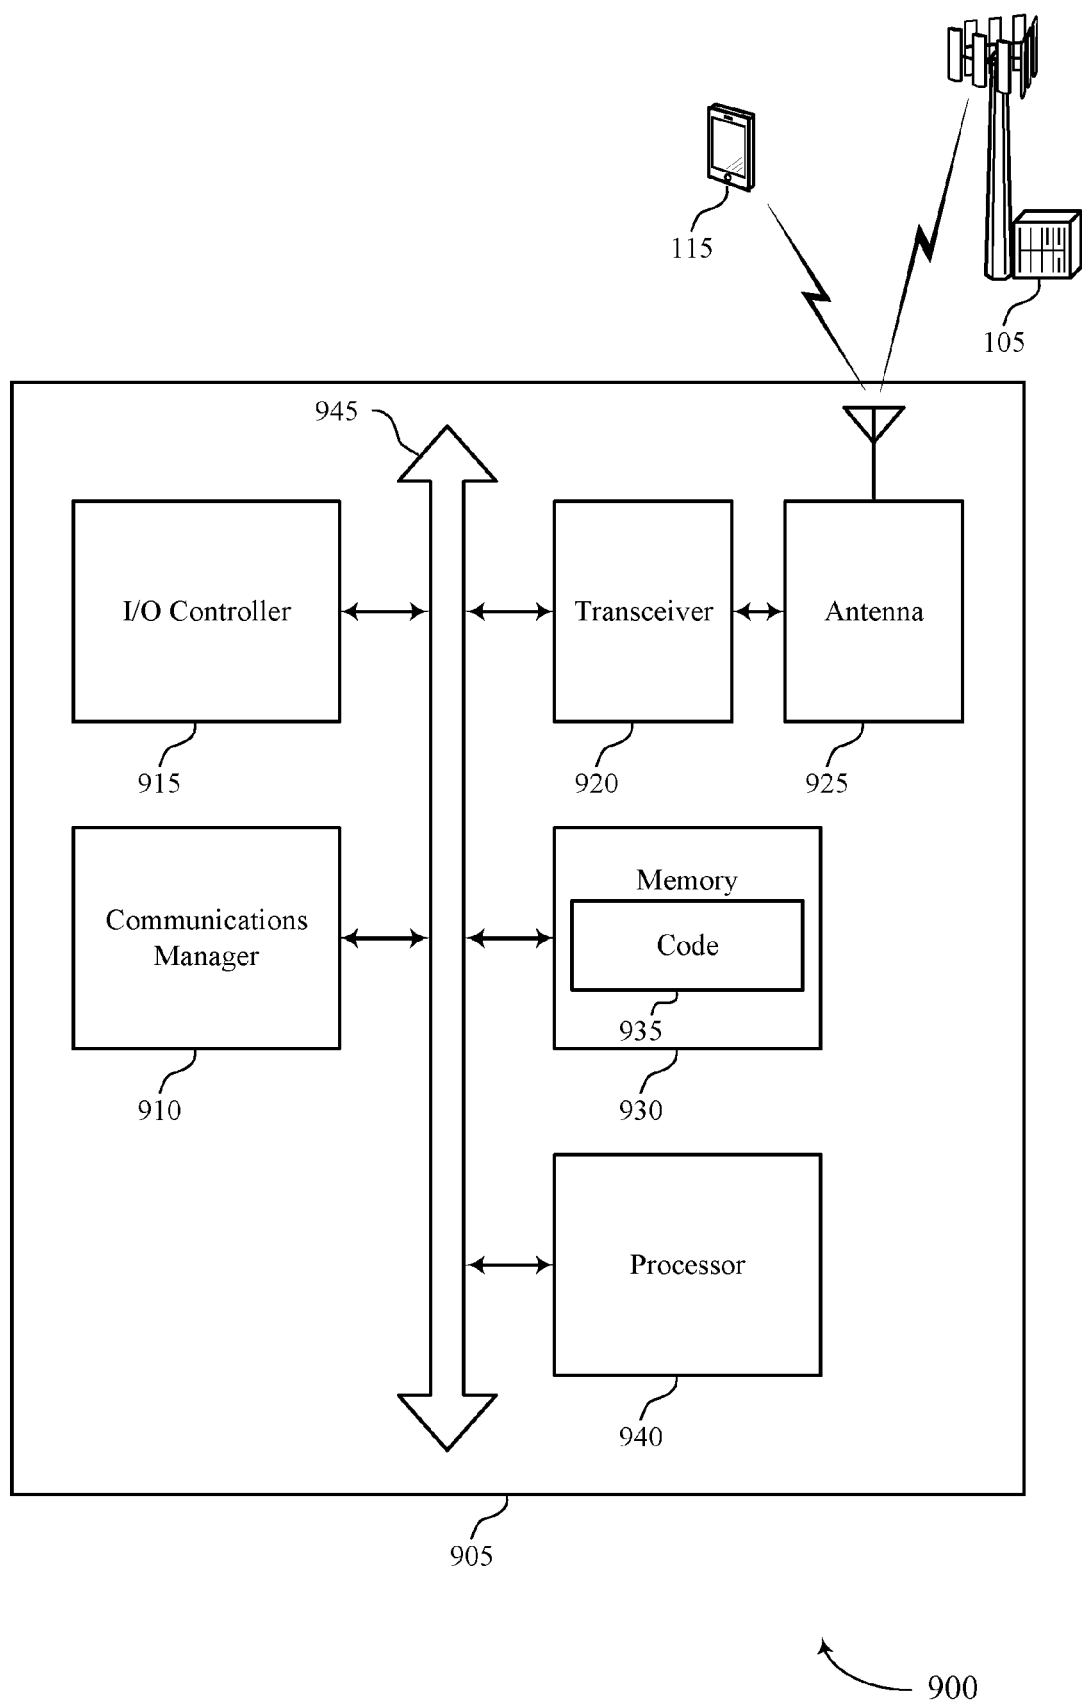 115
105
945
I/O Controller
Transceiver
Antenna
915
920
925
Communications
Manager
Memory
Code
935
910
930
Processor
940
905
900